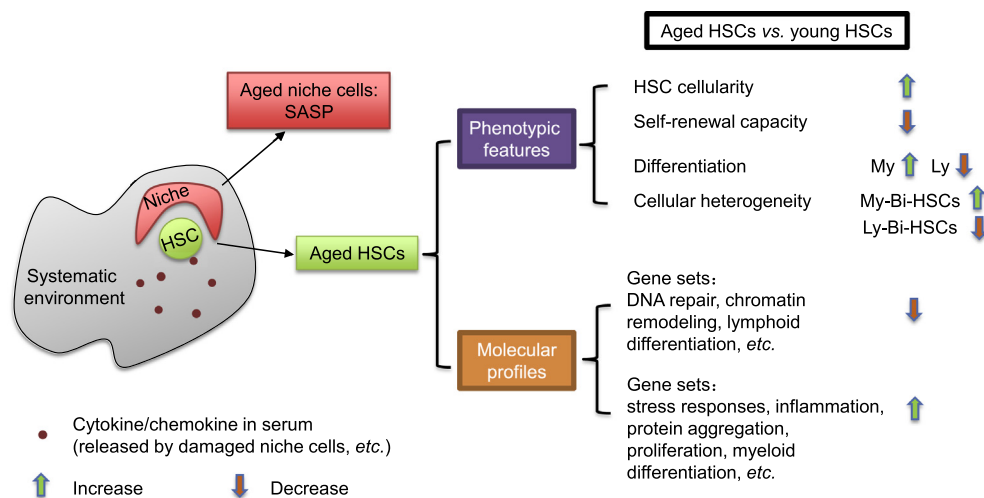 Aged HSCs vs. young HSCs
Aged niche cells:
SASP
Niche
HSC
Systematic
environment
Aged HSCs
Phenotypic
features
HSC cellularity
Self-renewal capacity
Differentiation My Ly
Cellular heterogeneity My-Bi-HSCs
Ly-Bi-HSCs
Molecular
profiles
Gene sets:
DNA repair, chromatin
remodeling, lymphoid
differentiation, etc.
Gene sets:
stress responses, inflammation,
protein aggregation,
proliferation, myeloid
differentiation, etc.
Cytokine/chemokine in serum
(released by damaged niche cells, etc.)
Increase Decrease